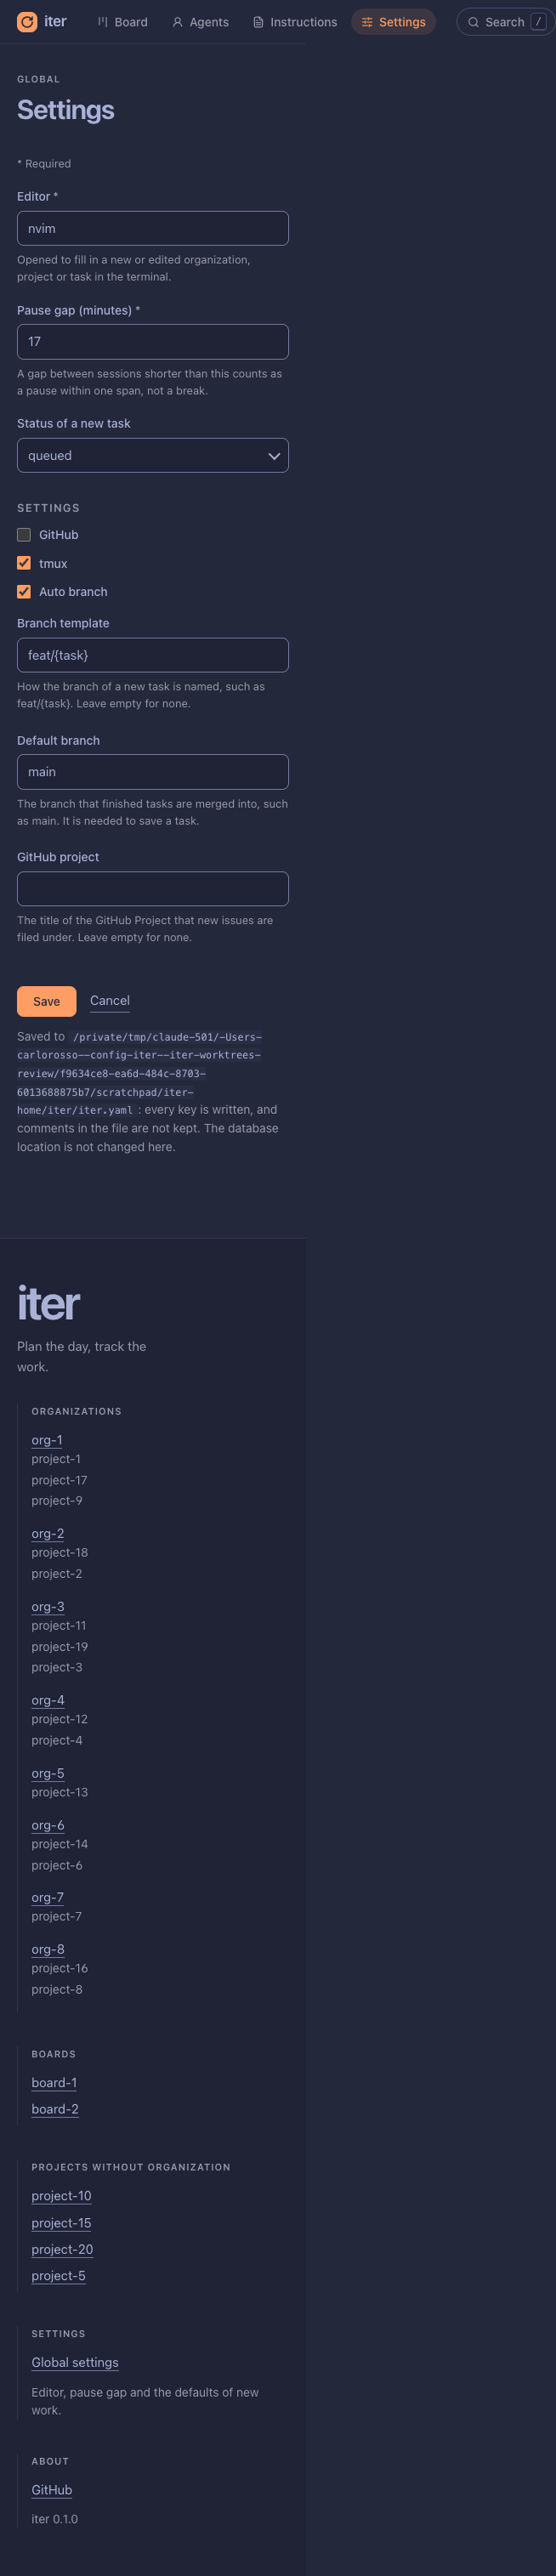 iter
Board
Agents
Instructions
Settings
Search /
GLOBAL
Settings
* Required
Editor *
nvim
Opened to fill in a new or edited organization,
project or task in the terminal.
Pause gap (minutes) *
17
A gap between sessions shorter than this counts as
a pause within one span, not a break.
Status of a new task
queued
SETTINGS
GitHub
tmux
Auto branch
Branch template
feat/{task}
How the branch of a new task is named, such as
feat/{task}. Leave empty for none.
Default branch
main
The branch that finished tasks are merged into, such
as main. It is needed to save a task.
GitHub project
The title of the GitHub Project that new issues are
filed under. Leave empty for none.
Save
Cancel
Saved to /private/tmp/claude-501/-Users-
carlorosso--config-iter--iter-worktrees-
review/f9634ce8-ea6d-484c-8703-
6013688875b7/scratchpad/iter-
home/iter/iter.yaml : every key is written, and
comments in the file are not kept. The database
location is not changed here.
iter
Plan the day, track the
work.
ORGANIZATIONS
org-1
project-1
project-17
project-9
org-2
project-18
project-2
org-3
project-11
project-19
project-3
org-4
project-12
project-4
org-5
project-13
org-6
project-14
project-6
org-7
project-7
org-8
project-16
project-8
BOARDS
board-1
board-2
PROJECTS WITHOUT ORGANIZATION
project-10
project-15
project-20
project-5
SETTINGS
Global settings
Editor, pause gap and the defaults of new
work.
ABOUT
GitHub
iter 0.1.0